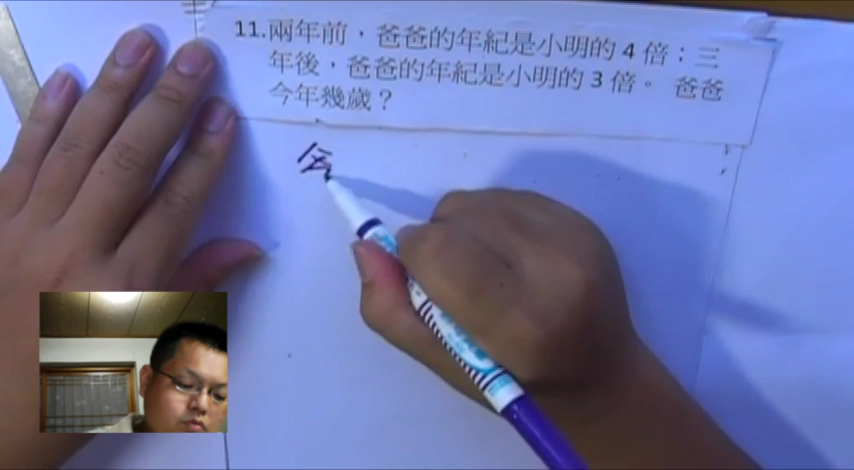 11.兩年前，爸爸的年紀是小明的 4 倍；三
年後，爸爸的年紀是小明的 3 倍。 爸爸
今年幾歲？